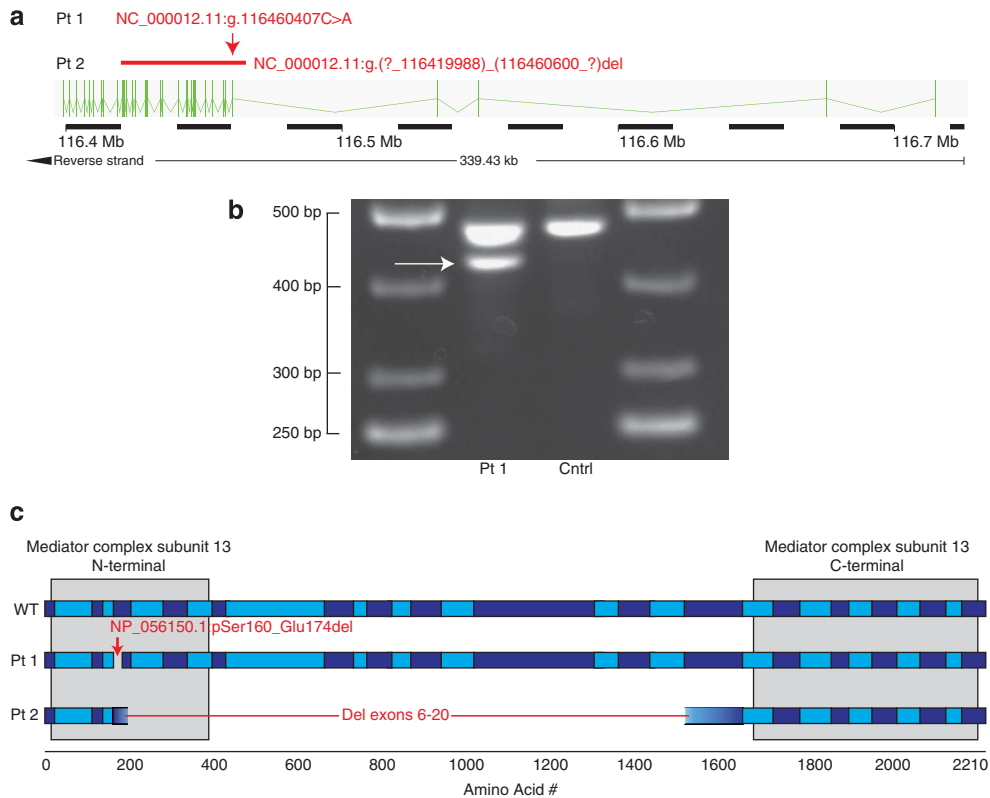 a
Pt 1 NC_000012.11:g.116460407C>A
Pt 2 NC_000012.11:g.(?_116419988)_(116460600_?)del
116.4 Mb 116.5 Mb 116.6 Mb 116.7 Mb
Reverse strand 339.43 kb
b
500 bp
400 bp
300 bp
250 bp
Pt 1 Cntrl
c
Mediator complex subunit 13
N-terminal
Mediator complex subunit 13
C-terminal
WT
NP_056150.1:pSer160_Glu174del
Pt 1
Pt 2 Del exons 6-20
0 200 400 600 800 1000 1200 1400 1600 1800 2000 2210
Amino Acid #